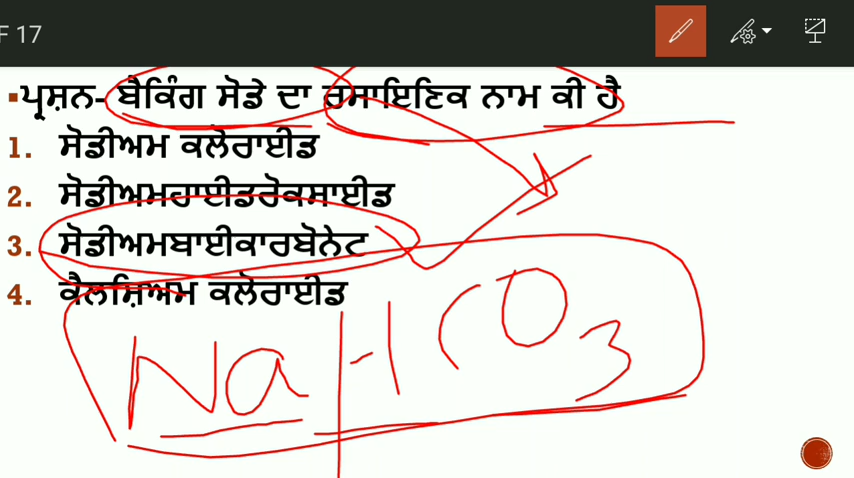 F 17
▪ਪ੍ਰਸ਼ਨ- ਬੈਕਿੰਗ ਸੋਡੇ ਦਾ ਰਸਾਇਣਿਕ ਨਾਮ ਕੀ ਹੈ
1. ਸੋਡੀਅਮ ਕਲੋਰਾਈਡ
2. ਸੋਡੀਅਮਹਾਈਡਰੋਕਸਾਈਡ
3. ਸੋਡੀਅਮਬਾਈਕਾਰਬੋਨੇਟ
4. ਕੈਲਸ਼ਿਅਮ ਕਲੋਰਾਈਡ
NaHCO3